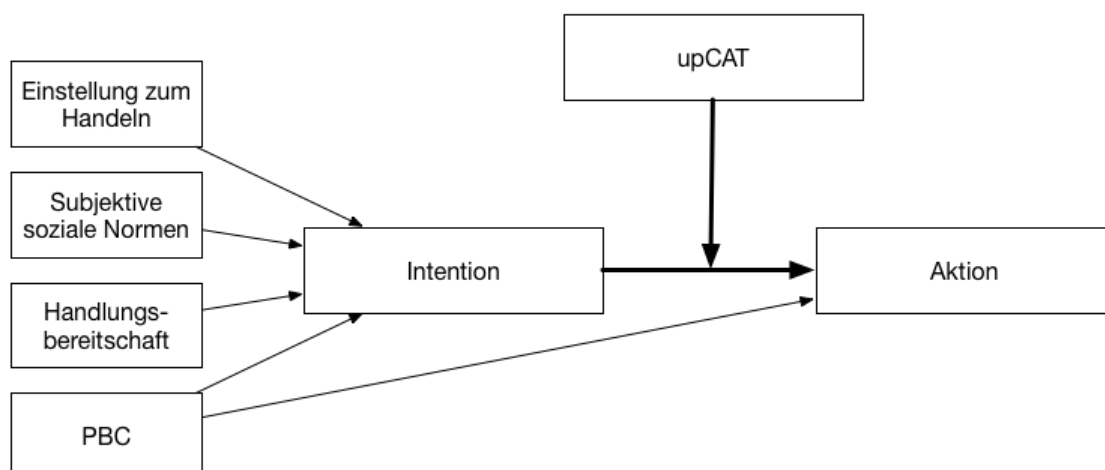 upCAT
Einstellung zum
Handeln
Subjektive
soziale Normen
Intention
Aktion
Handlungs-
bereitschaft
PBC